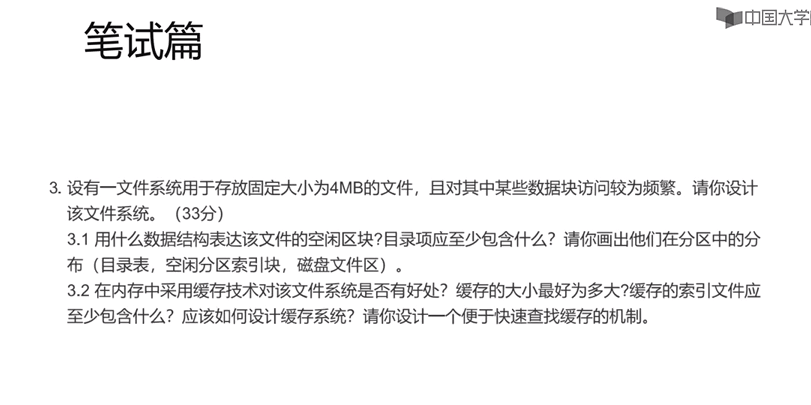 中国大学
笔试篇
3. 设有一文件系统用于存放固定大小为4MB的文件，且对其中某些数据块访问较为频繁。请你设计
该文件系统。（33分）
3.1 用什么数据结构表达该文件的空闲区块?目录项应至少包含什么？请你画出他们在分区中的分
布（目录表，空闲分区索引块，磁盘文件区）。
3.2 在内存中采用缓存技术对该文件系统是否有好处？缓存的大小最好为多大?缓存的索引文件应
至少包含什么？应该如何设计缓存系统？请你设计一个便于快速查找缓存的机制。